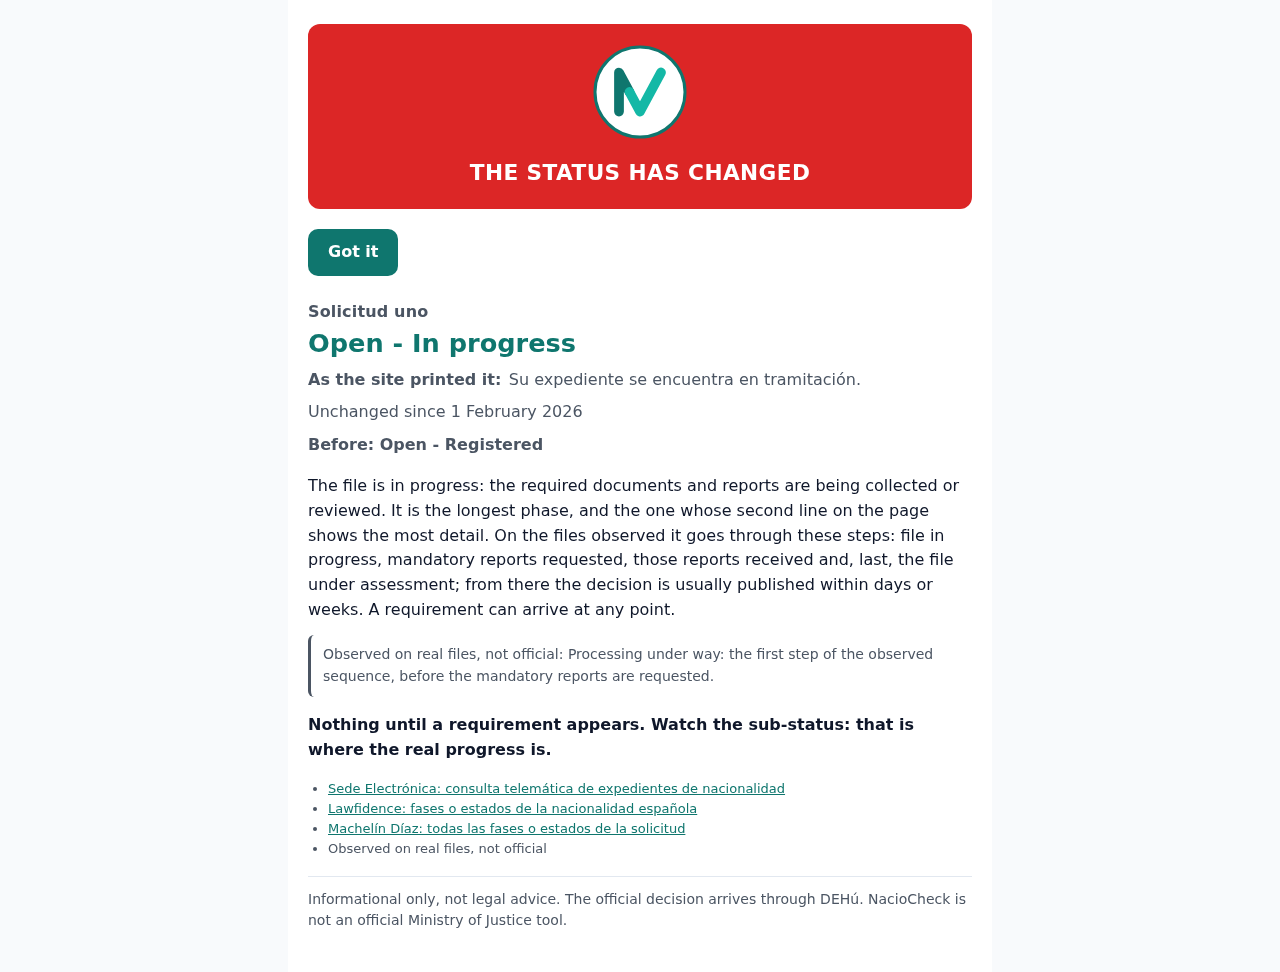 THE STATUS HAS CHANGED
Got it
Solicitud uno
Open - In progress
As the site printed it: Su expediente se encuentra en tramitación.
Unchanged since 1 February 2026
Before: Open - Registered
The file is in progress: the required documents and reports are being collected or
reviewed. It is the longest phase, and the one whose second line on the page
shows the most detail. On the files observed it goes through these steps: file in
progress, mandatory reports requested, those reports received and, last, the file
under assessment; from there the decision is usually published within days or
weeks. A requirement can arrive at any point.
Observed on real files, not official: Processing under way: the first step of the observed
sequence, before the mandatory reports are requested.
Nothing until a requirement appears. Watch the sub-status: that is
where the real progress is.
Sede Electrónica: consulta telemática de expedientes de nacionalidad
Lawfidence: fases o estados de la nacionalidad española
Machelín Díaz: todas las fases o estados de la solicitud
Observed on real files, not official
Informational only, not legal advice. The official decision arrives through DEHú. NacioCheck is
not an official Ministry of Justice tool.